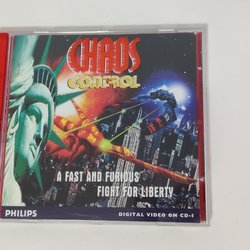 CHAOS
CONTROL
A FAST AND FURIOUS
FIGHT FOR LIBERTY
PHILIPS
DIGITAL VIDEO ON CD-I